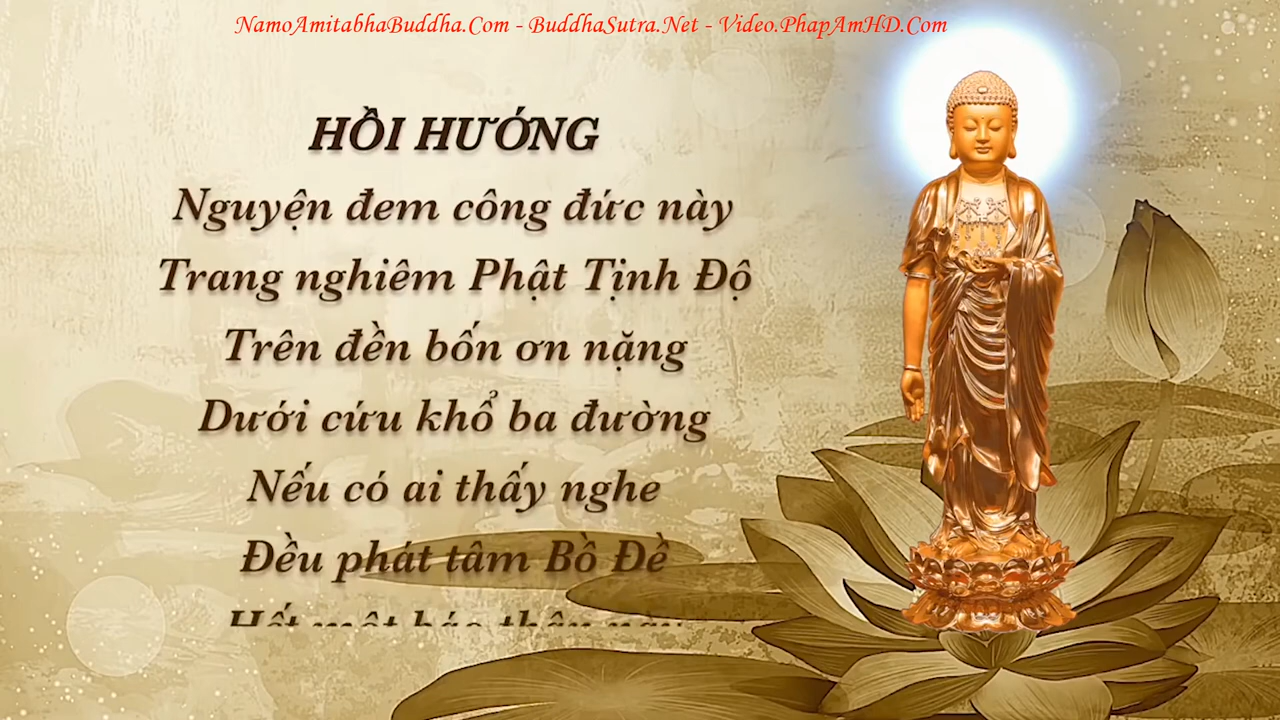 NamoAmitabhaBuddha.Com - BuddhaSutra.Net - Video.PhapAmHD.Com
HỒI HƯỚNG
Nguyện đem công đức này
Trang nghiêm Phật Tịnh Độ
Trên đền bốn ơn nặng
Dưới cứu khổ ba đường
Nếu có ai thấy nghe
Đều phát tâm Bồ Đề